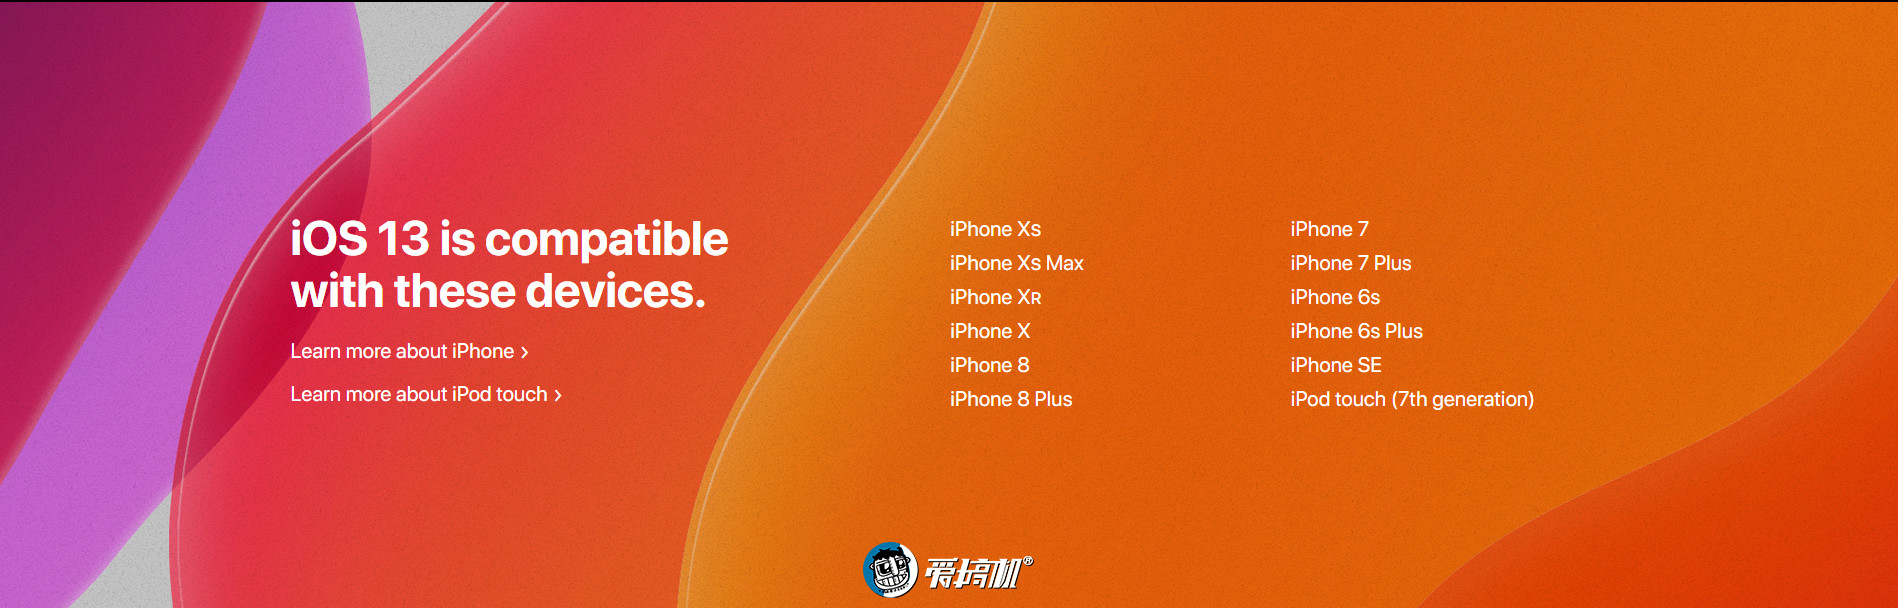 iOS 13 is compatible
with these devices.
Learn more about iPhone >
Learn more about iPod touch >
iPhone Xs
iPhone Xs Max
iPhone XR
iPhone X
iPhone 8
iPhone 8 Plus
iPhone 7
iPhone 7 Plus
iPhone 6s
iPhone 6s Plus
iPhone SE
iPod touch (7th generation)
爱搞机®